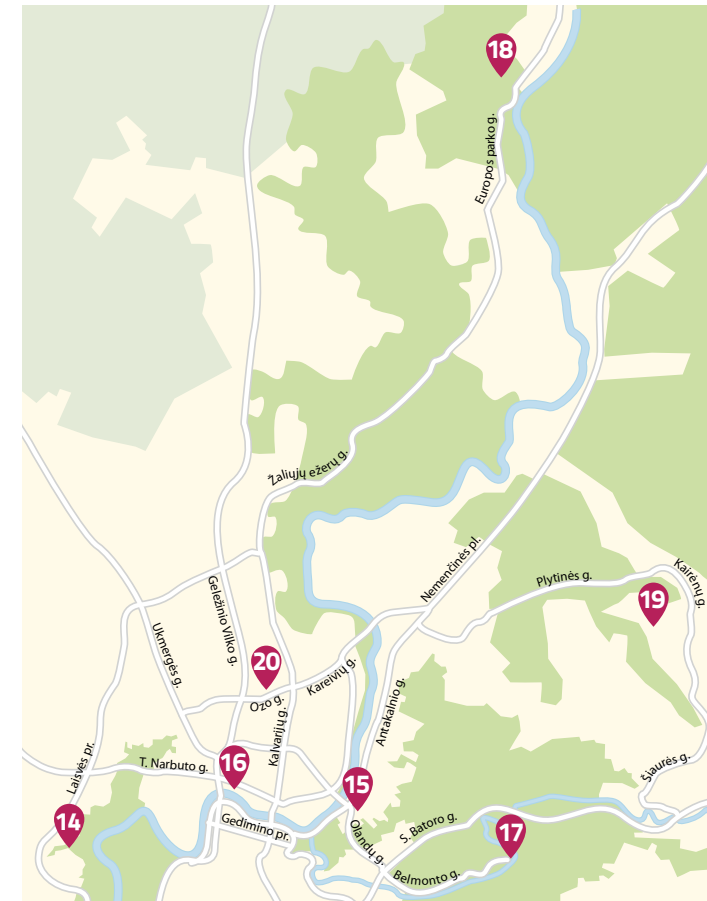 18
Europos parko g.
Žaliųjų ežerų g.
Nemenčinės pl.
Plytinės g.
Kairėnų g.
19
Geležinio Vilko g.
Ukmergės g.
20
Kareivių g.
Ozo g.
Antakalnio g.
Kalvarijų g.
Laisvės pr.
T. Narbuto g.
16
Šiaurės g.
15
14
Gedimino pr.
Olandų g.
S. Batoro g.
17
Belmonto g.